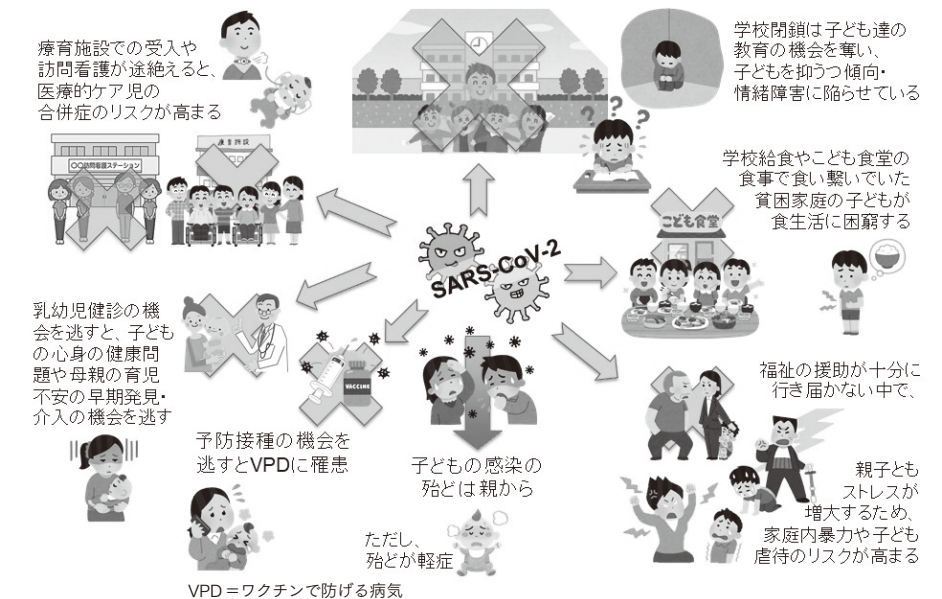 療育施設での受入や
訪問看護が途絶えると、
医療的ケア児の
合併症のリスクが高まる
〇〇訪問看護ステーション
療育施設
学校閉鎖は子ども達の
教育の機会を奪い、
子どもを抑うつ傾向・
情緒障害に陥らせている
???
学校給食やこども食堂の
食事で食い繋いでいた
貧困家庭の子どもが
食生活に困窮する
こども食堂
SARS-CoV-2
乳幼児健診の機
会を逃すと、子ども
の心身の健康問
題や母親の育児
不安の早期発見・
介入の機会を逃す
VACCINE
予防接種の機会を
逃すとVPDに罹患
子どもの感染の
殆どは親から
ただし、
殆どが軽症
福祉の援助が十分に
行き届かない中で、
親子とも
ストレスが
増大するため、
家庭内暴力や子ども
虐待のリスクが高まる
VPD＝ワクチンで防げる病気